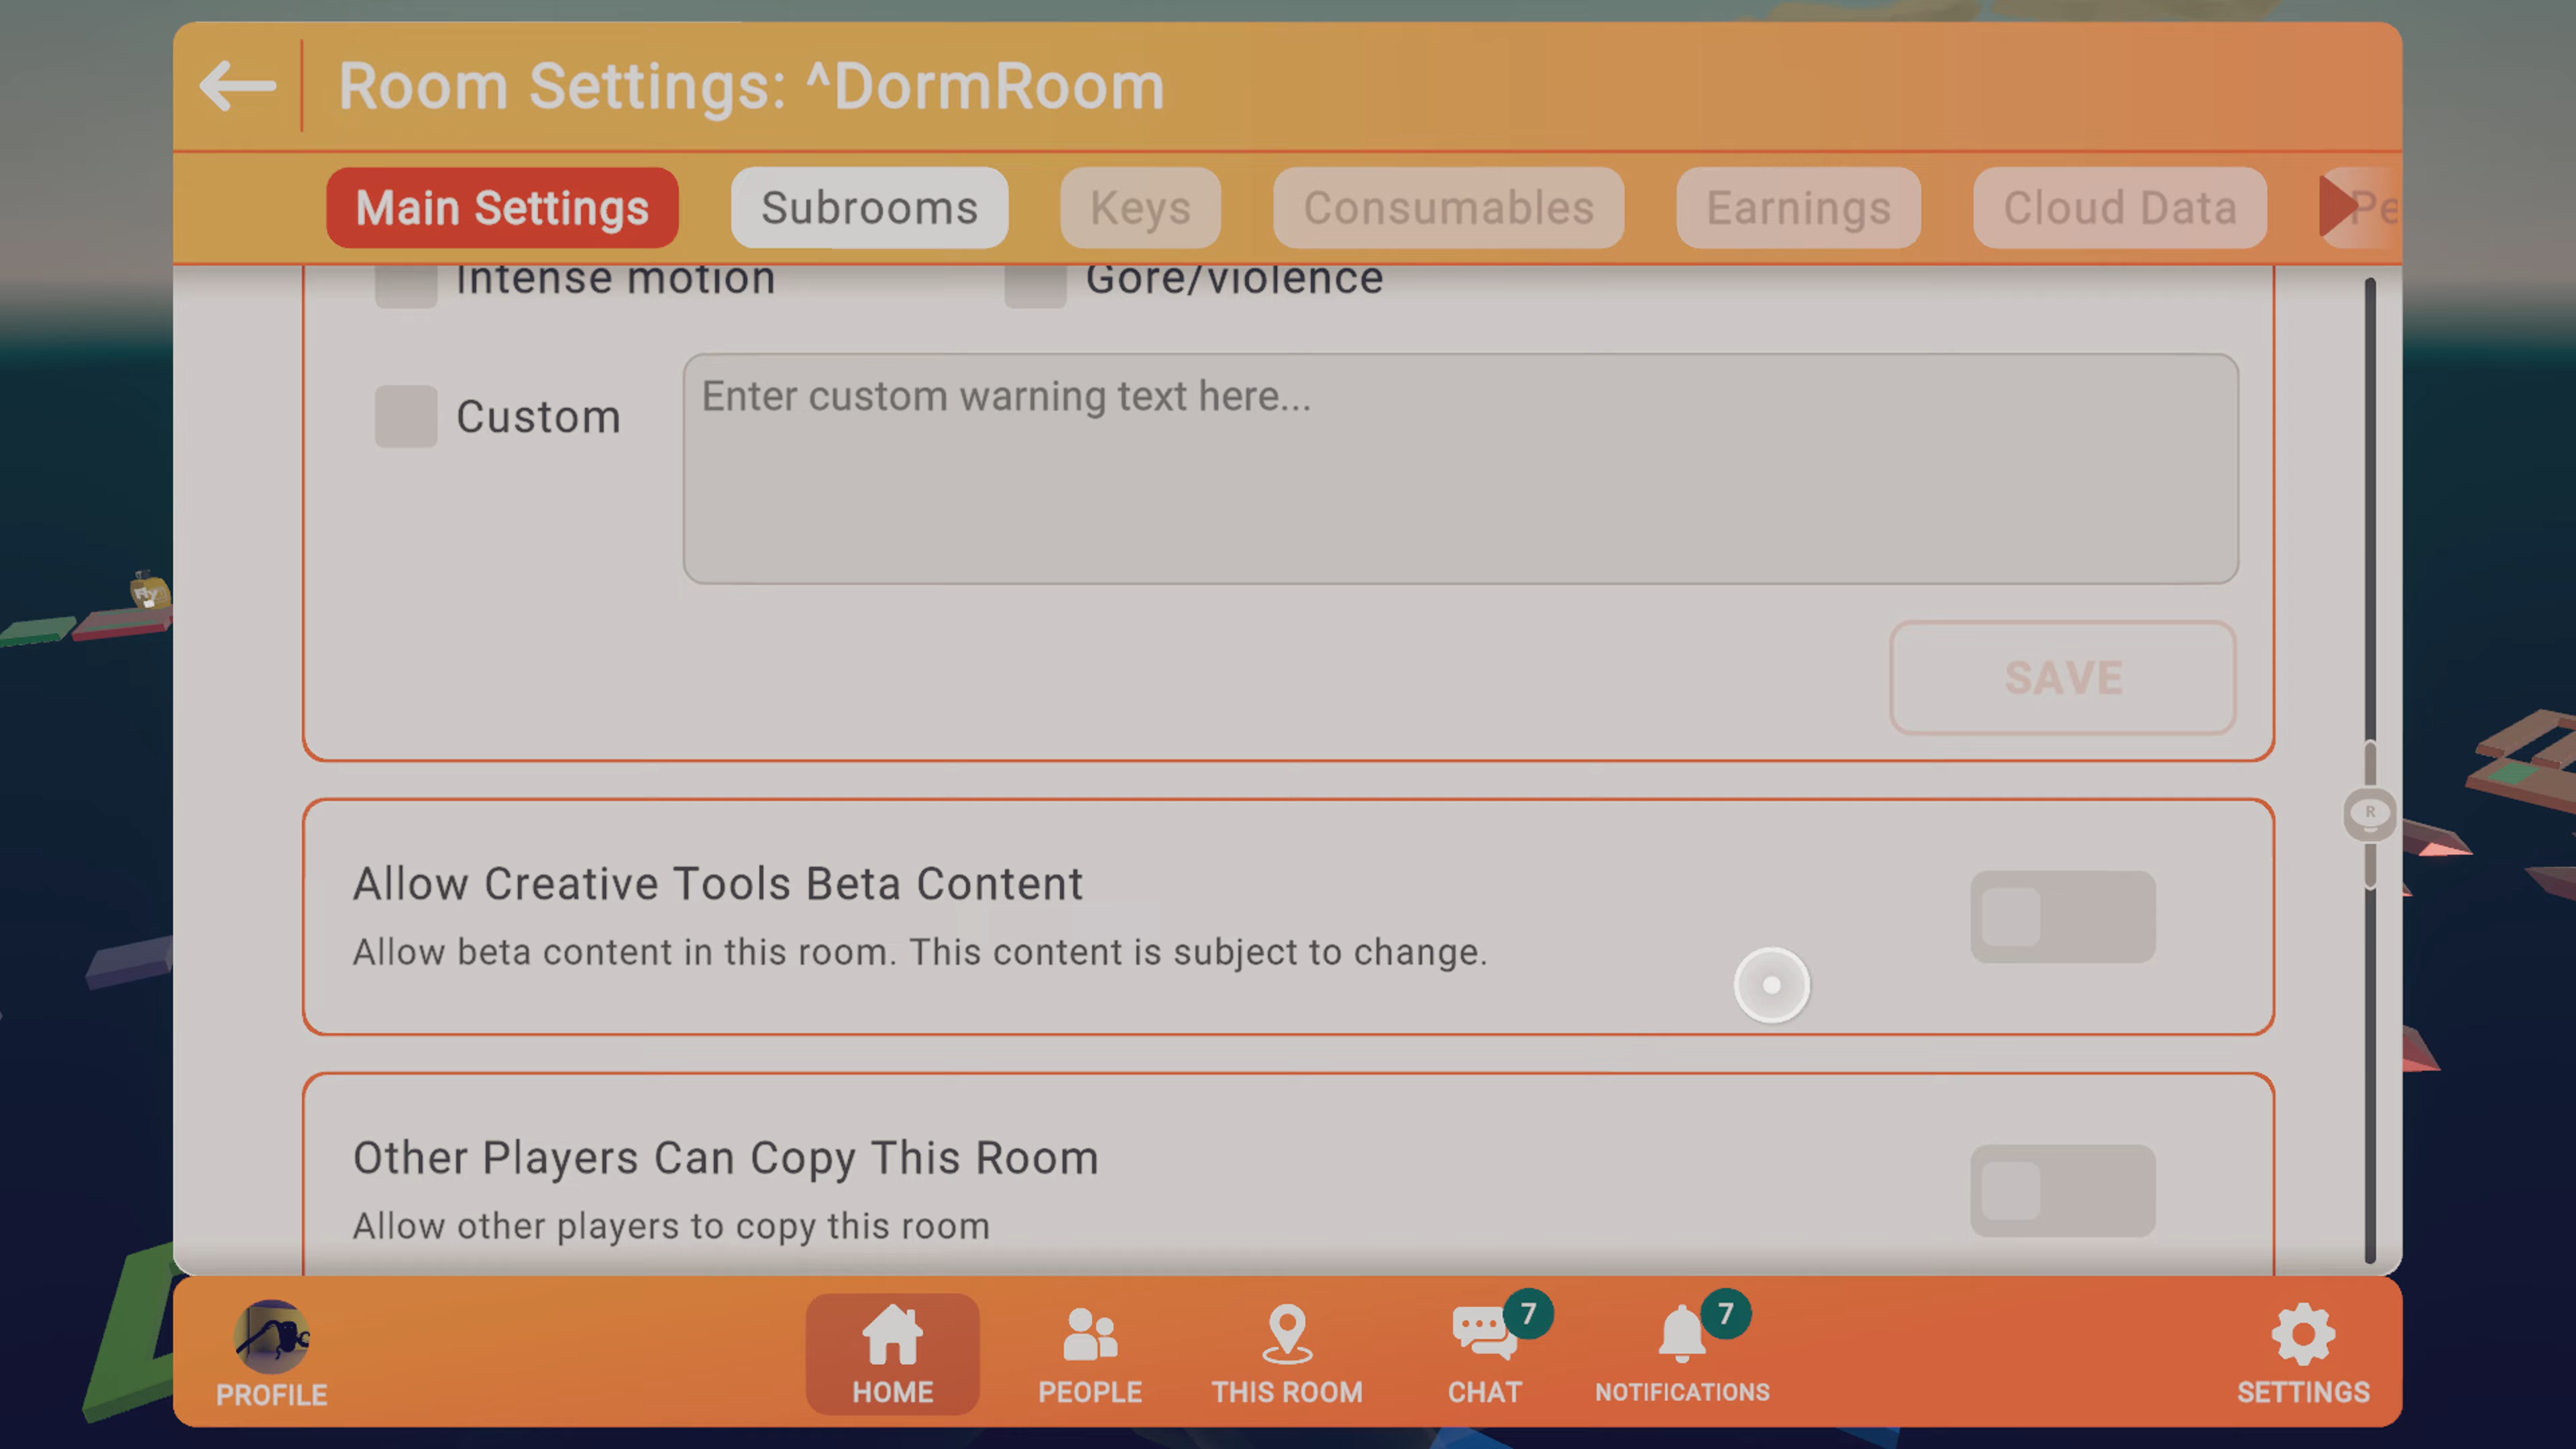 Room Settings: ^DormRoom
Main Settings
Subrooms
Keys
Consumables
Earnings
Cloud Data
Pe
Intense motion
Gore/violence
Custom
Enter custom warning text here...
SAVE
Allow Creative Tools Beta Content
Allow beta content in this room. This content is subject to change.
R
Other Players Can Copy This Room
Allow other players to copy this room
PROFILE
HOME
PEOPLE
THIS ROOM
CHAT
7
NOTIFICATIONS
7
SETTINGS